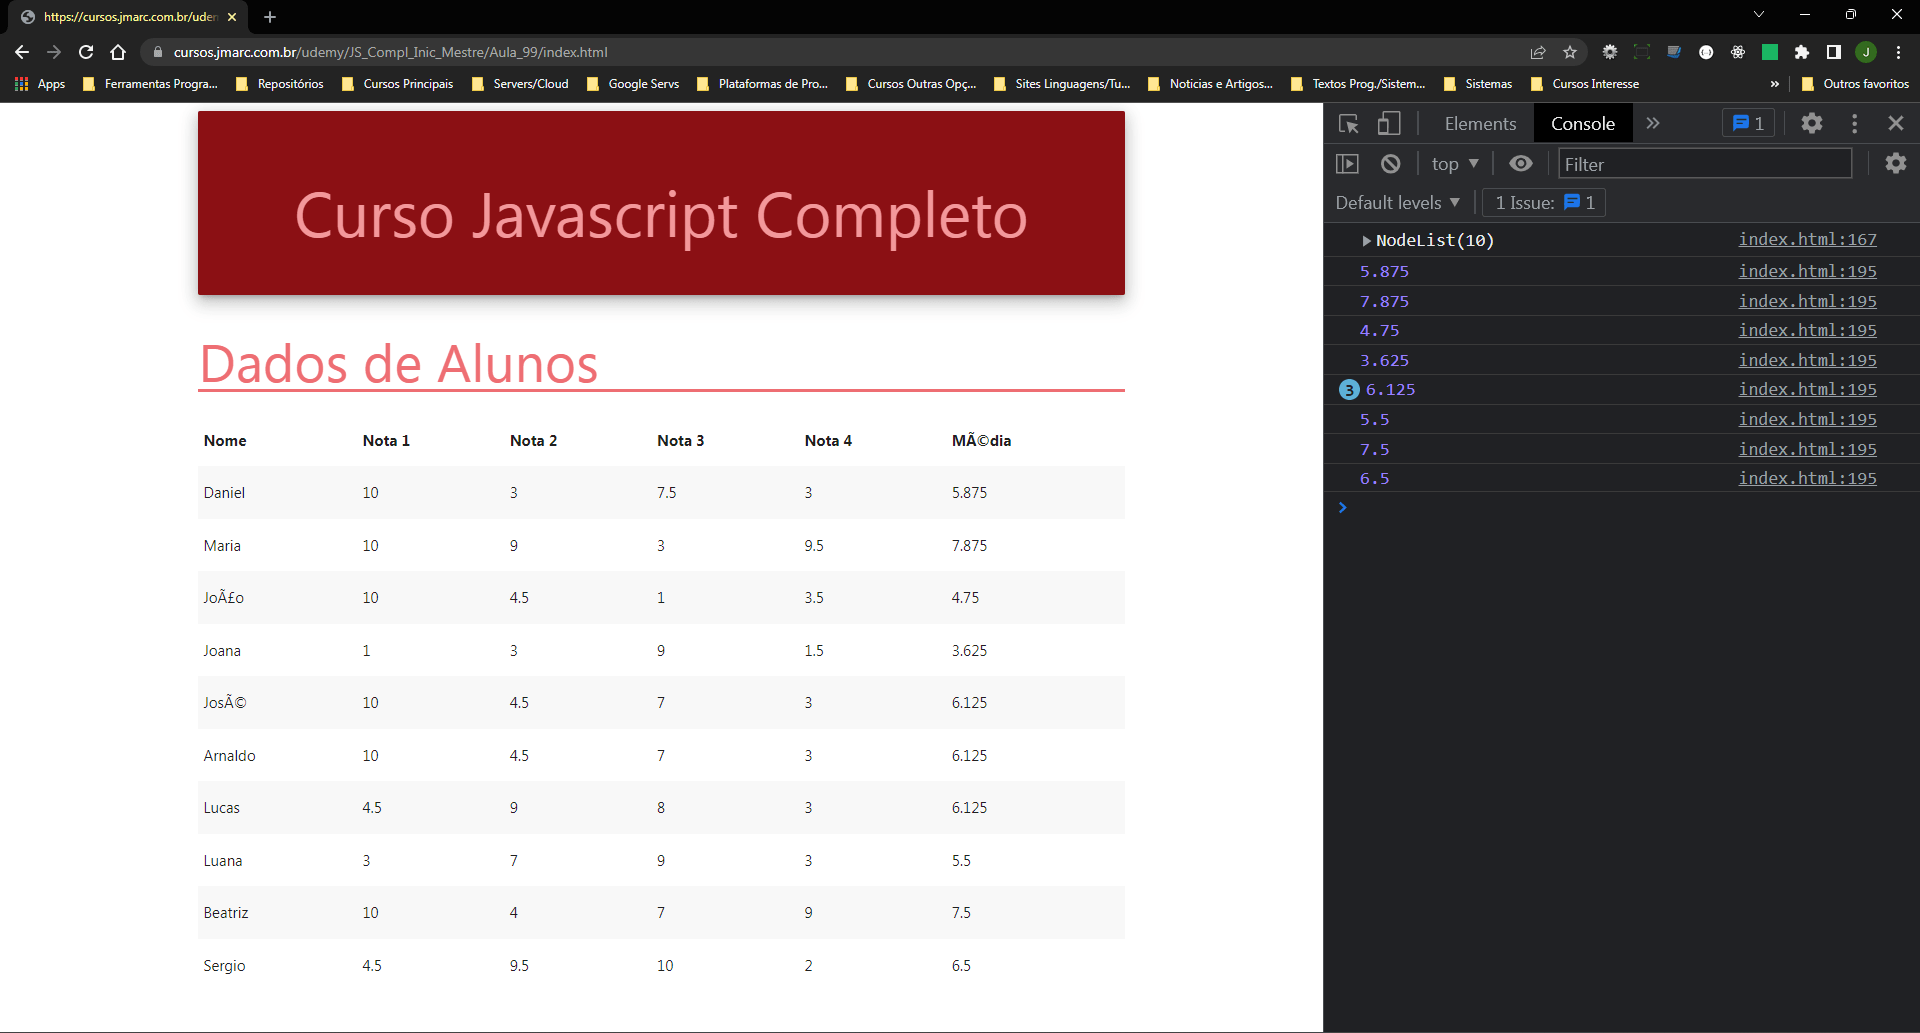 https://cursos.jmarc.com.br/uder
cursos.jmarc.com.br/udemy/JS_Compl_Inic_Mestre/Aula_99/index.html
J
Apps Ferramentas Progra... Repositórios Cursos Principais Servers/Cloud Google Servs Plataformas de Pro... Cursos Outras Opç... Sites Linguagens/Tu... Noticias e Artigos... Textos Prog./Sistem... Sistemas Cursos Interesse » Outros favoritos
Curso Javascript Completo
Dados de Alunos
Nome Nota 1 Nota 2 Nota 3 Nota 4 MÃ©dia
Daniel 10 3 7.5 3 5.875
Maria 10 9 3 9.5 7.875
JoÃ£o 10 4.5 1 3.5 4.75
Joana 1 3 9 1.5 3.625
JosÃ© 10 4.5 7 3 6.125
Arnaldo 10 4.5 7 3 6.125
Lucas 4.5 9 8 3 6.125
Luana 3 7 9 3 5.5
Beatriz 10 4 7 9 7.5
Sergio 4.5 9.5 10 2 6.5
Elements Console » 1
top Filter
Default levels 1 Issue: 1
NodeList(10) index.html:167
5.875 index.html:195
7.875 index.html:195
4.75 index.html:195
3.625 index.html:195
3 6.125 index.html:195
5.5 index.html:195
7.5 index.html:195
6.5 index.html:195